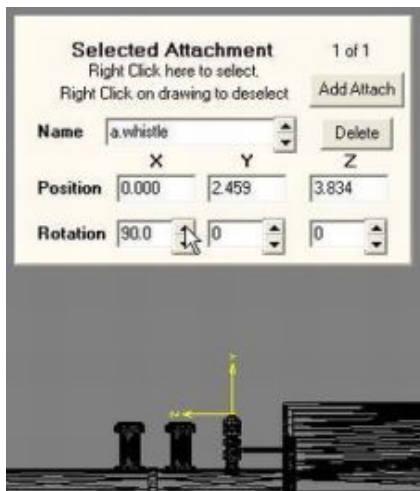 Selected Attachment 1 of 1
Right Click here to select.
Right Click on drawing to deselect Add Attach
Name a.whistle Delete
X Y Z
Position 0.000 2.459 3.834
Rotation 90.0 0 0
Y
Z